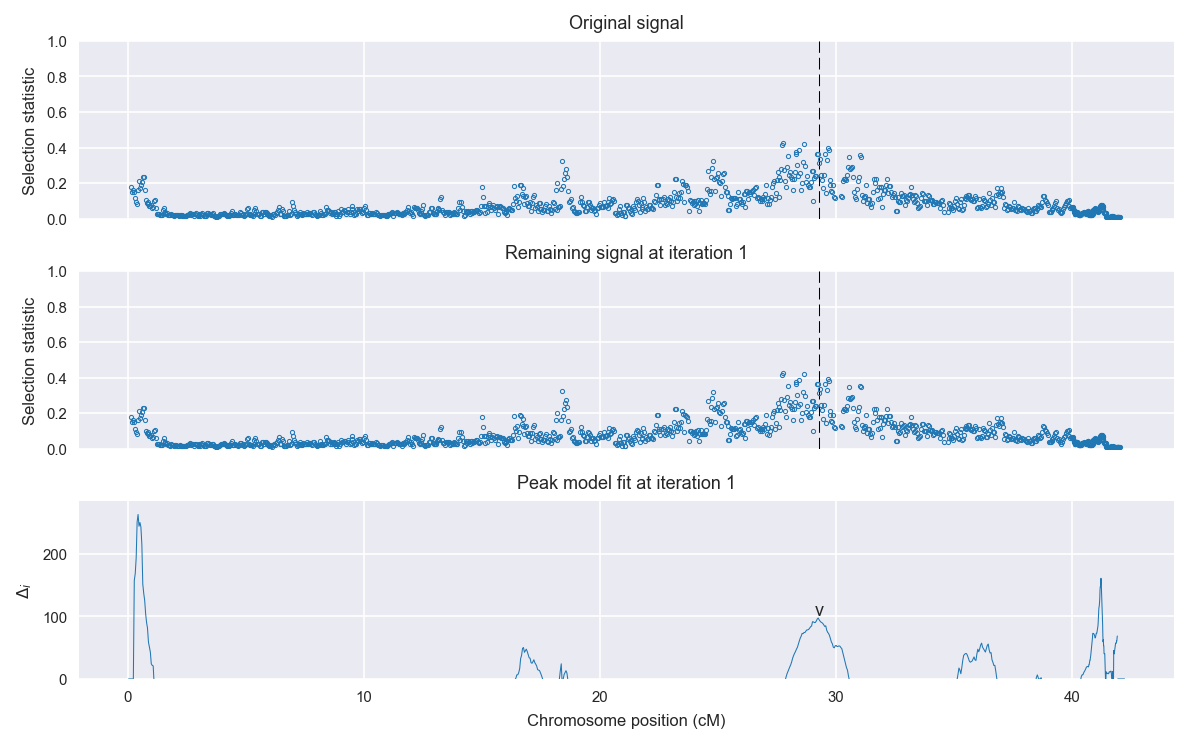 Original signal
Selection statistic
1.0
0.8
0.6
0.4
0.2
0.0
Remaining signal at iteration 1
Selection statistic
1.0
0.8
0.6
0.4
0.2
0.0
Peak model fit at iteration 1
Δi
200
100
0
v
0 10 20 30 40
Chromosome position (cM)